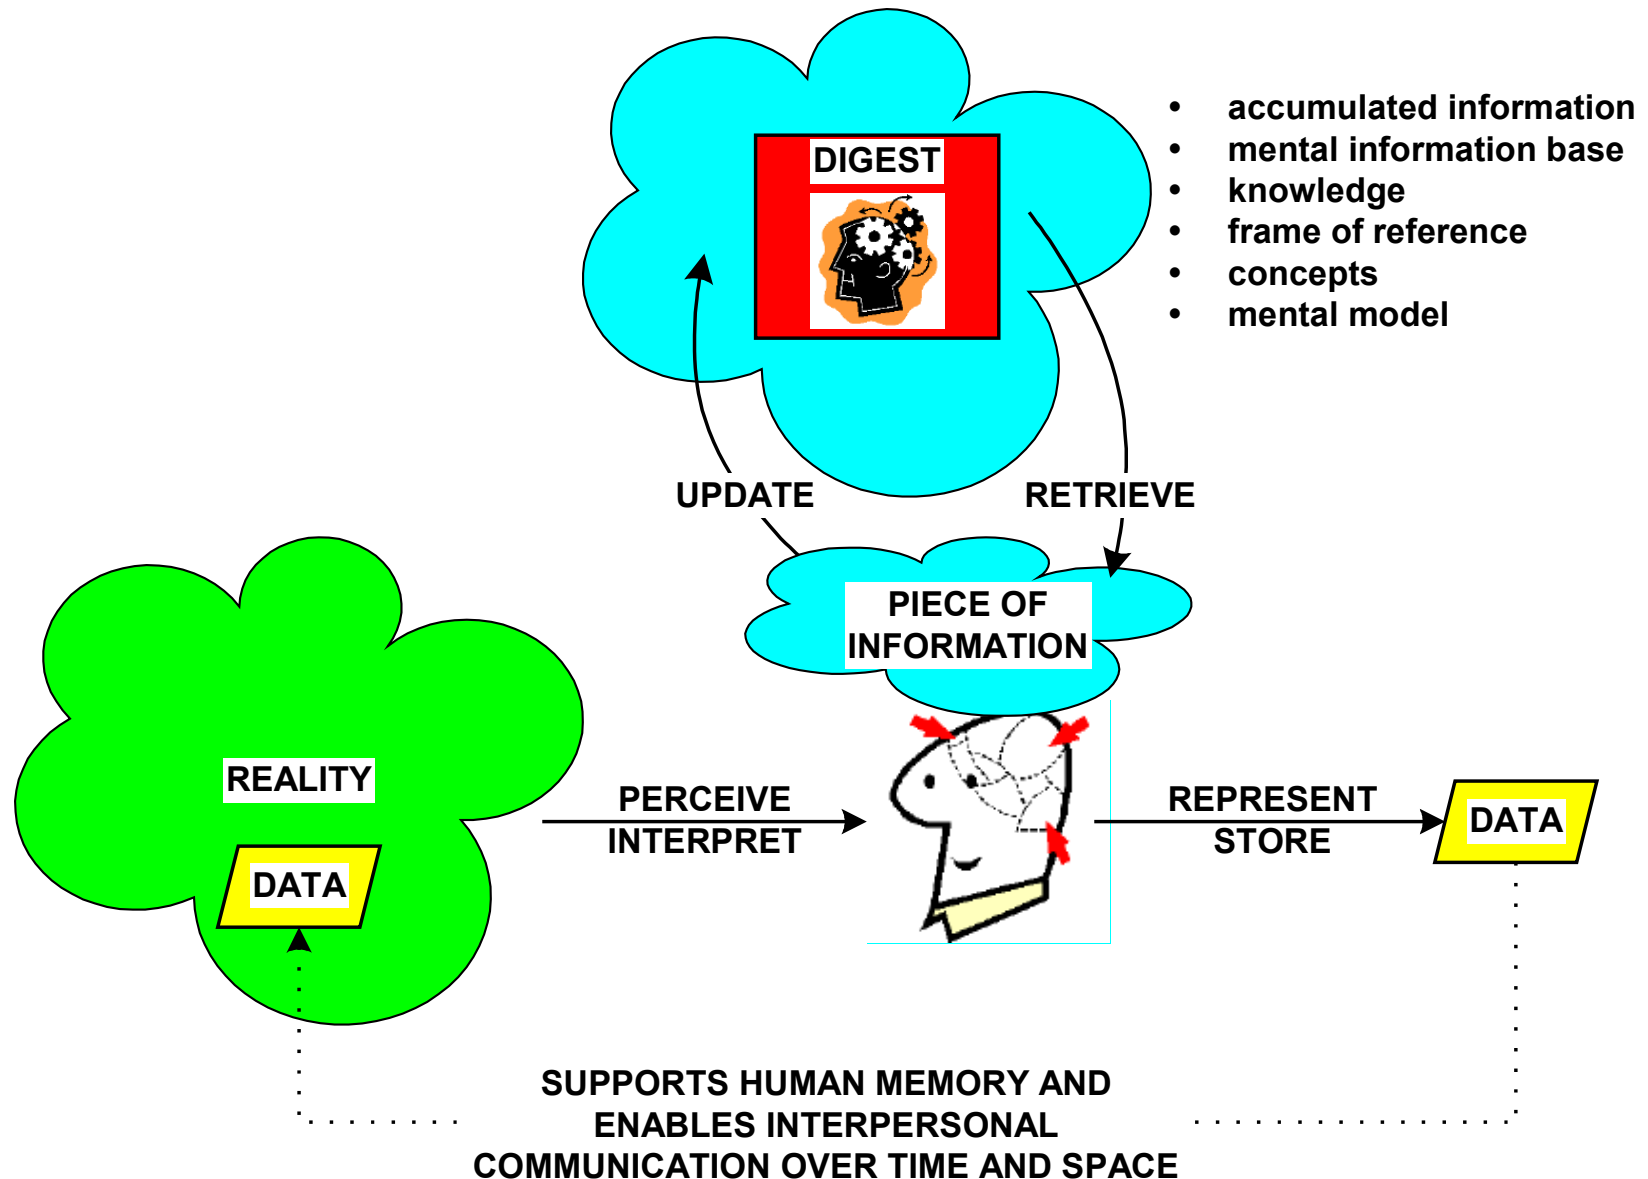 DIGEST
• accumulated information
• mental information base
• knowledge
• frame of reference
• concepts
• mental model
UPDATE
RETRIEVE
PIECE OF
INFORMATION
REALITY
DATA
PERCEIVE
INTERPRET
REPRESENT
STORE
DATA
SUPPORTS HUMAN MEMORY AND
ENABLES INTERPERSONAL
COMMUNICATION OVER TIME AND SPACE